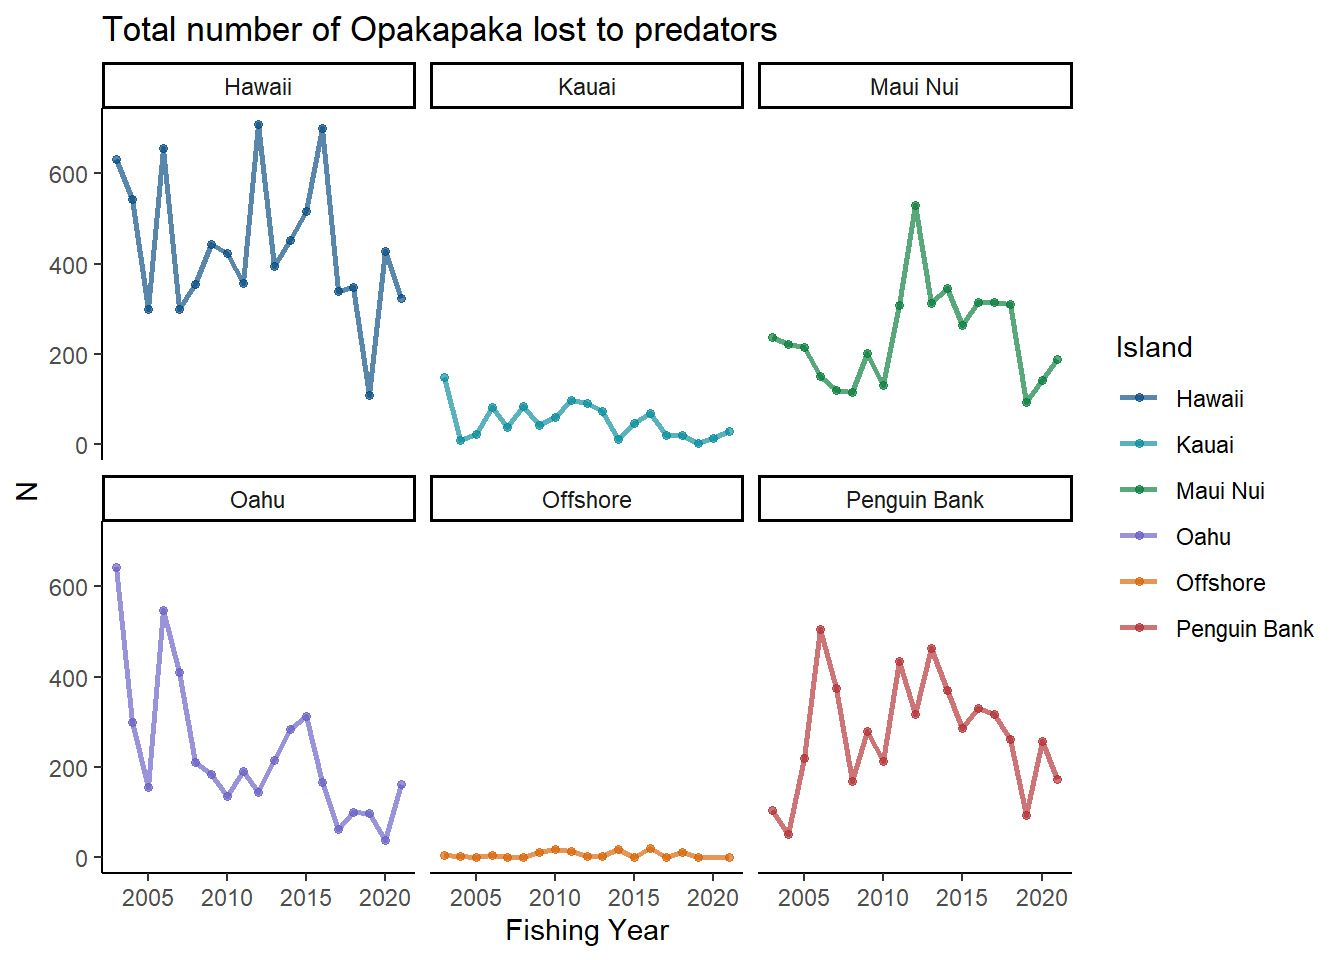 Total number of Opakapaka lost to predators
Hawaii
Kauai
Maui Nui
600
400
200
0
N
Oahu
Offshore
Penguin Bank
600
400
200
0
2005 2010 2015 2020
2005 2010 2015 2020
2005 2010 2015 2020
Fishing Year
Island
Hawaii
Kauai
Maui Nui
Oahu
Offshore
Penguin Bank